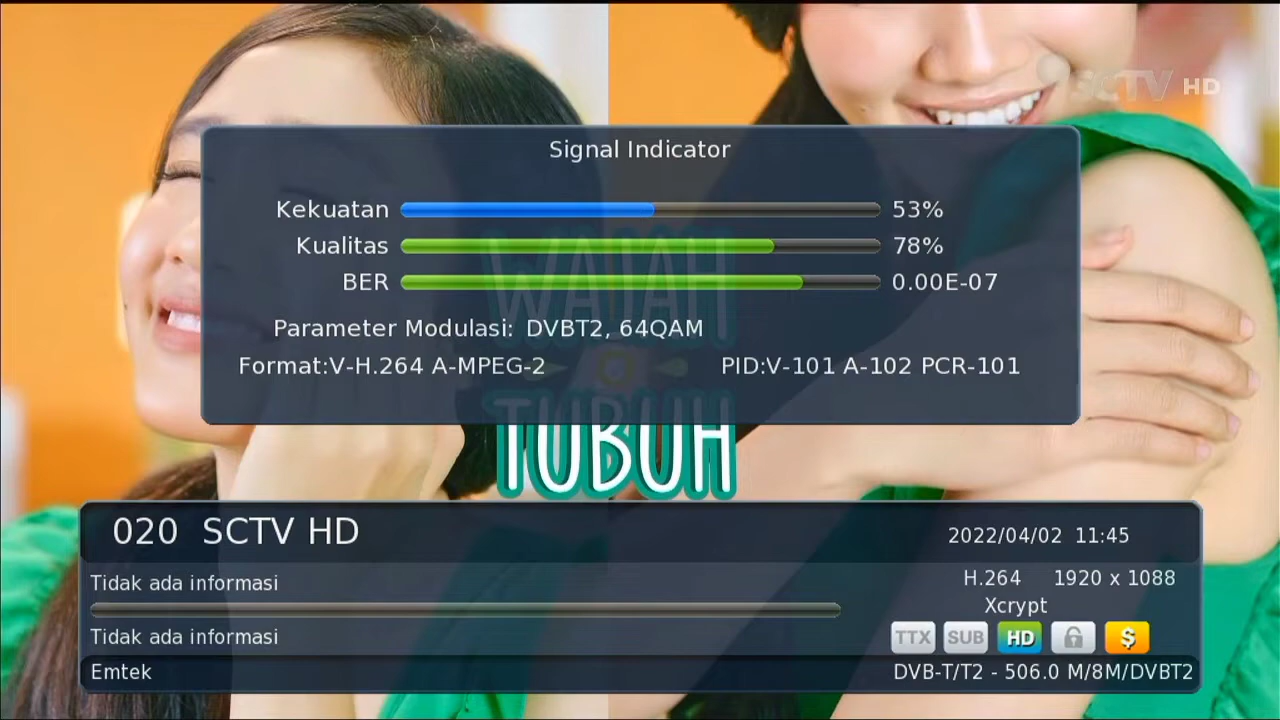 SCTV HD
Signal Indicator
Kekuatan 53%
Kualitas 78%
BER 0.00E-07
Parameter Modulasi: DVBT2, 64QAM
Format:V-H.264 A-MPEG-2 PID:V-101 A-102 PCR-101
WAJAH
TUBUH
020 SCTV HD 2022/04/02 11:45
Tidak ada informasi H.264 1920 x 1088
Xcrypt
Tidak ada informasi TTX SUB HD $
Emtek DVB-T/T2 - 506.0 M/8M/DVBT2